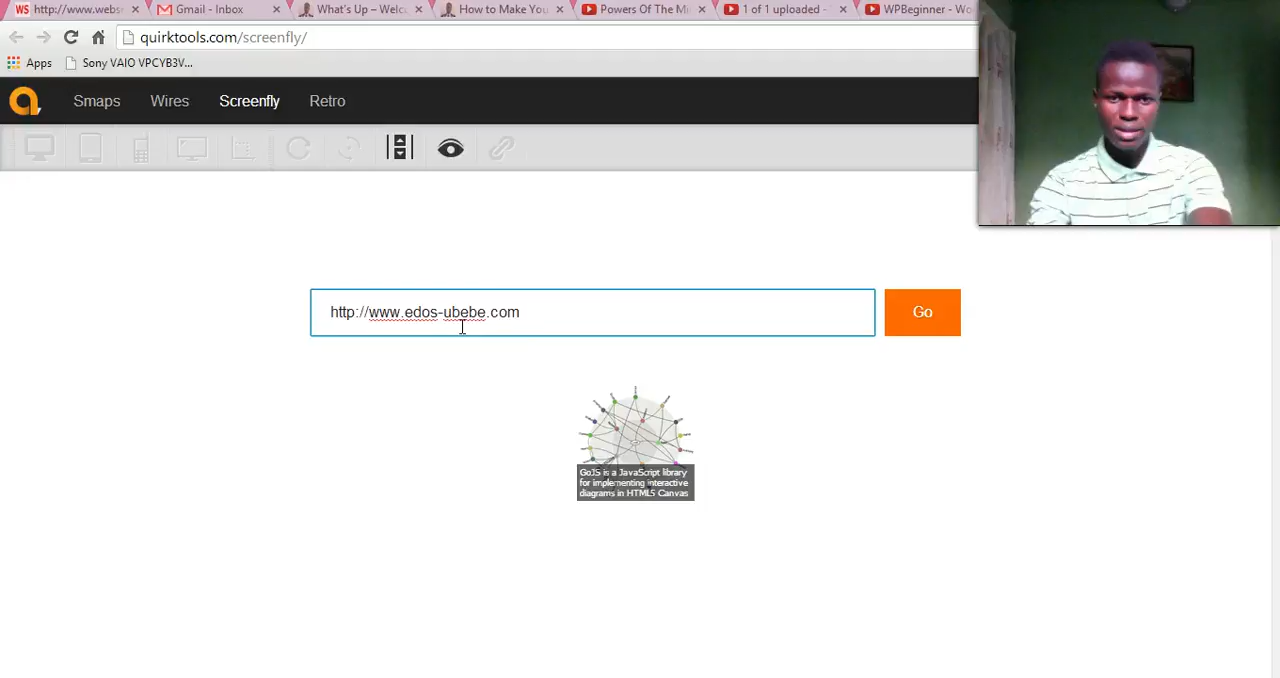 http://www.webs
Gmail - Inbox
What's Up – Welc
How to Make You
Powers Of The Mi
1 of 1 uploaded -
WPBeginner - Wo
quirktools.com/screenfly/
Apps
Sony VAIO VPCYB3V...
Smaps
Wires
Screenfly
Retro
http://www.edos-ubebe.com
Go
GoJS is a JavaScript library
for implementing interactive
diagrams in HTML5 Canvas